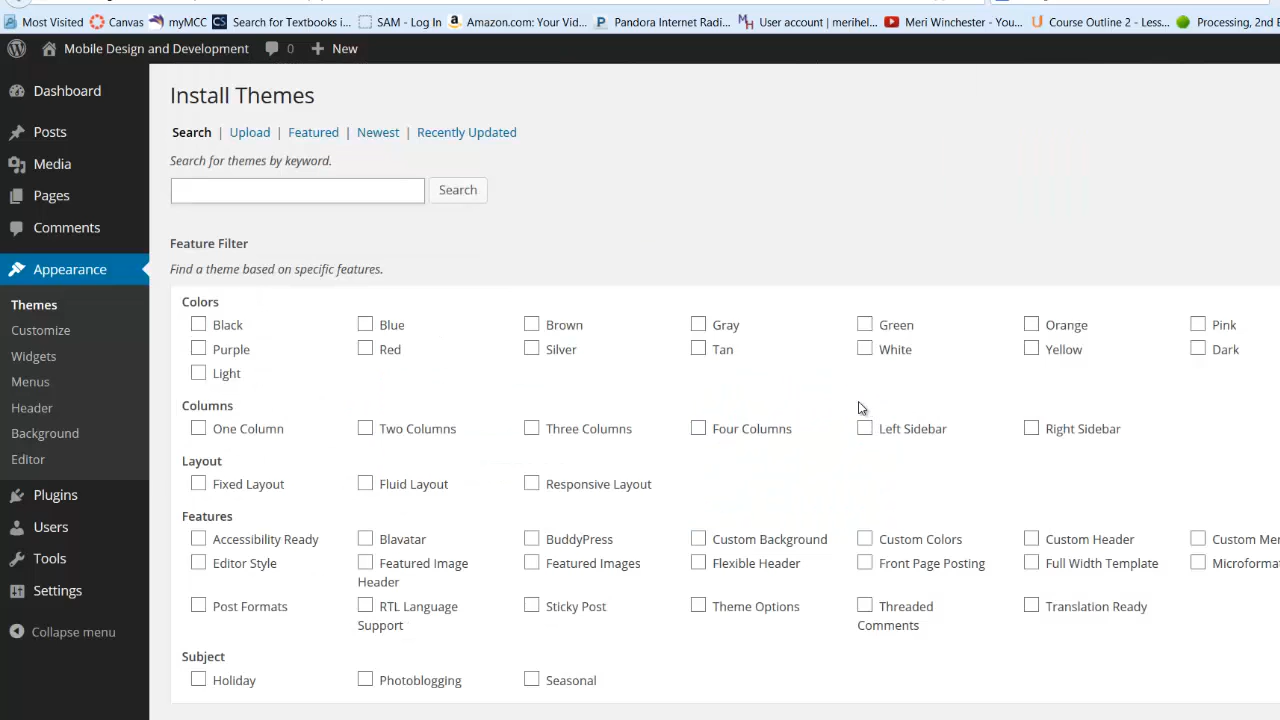 Most Visited Canvas myMCC Search for Textbooks i... SAM - Log In Amazon.com: Your Vid... Pandora Internet Radi... User account | merihel... Meri Winchester - You... Course Outline 2 - Less... Processing, 2nd E
Mobile Design and Development 0 New
Dashboard
Posts
Media
Pages
Comments
Appearance
Themes
Customize
Widgets
Menus
Header
Background
Editor
Plugins
Users
Tools
Settings
Collapse menu
Install Themes
Search | Upload | Featured | Newest | Recently Updated
Search for themes by keyword.
Search
Feature Filter
Find a theme based on specific features.
Colors
Black Blue Brown Gray Green Orange Pink
Purple Red Silver Tan White Yellow Dark
Light
Columns
One Column Two Columns Three Columns Four Columns Left Sidebar Right Sidebar
Layout
Fixed Layout Fluid Layout Responsive Layout
Features
Accessibility Ready Blavatar BuddyPress Custom Background Custom Colors Custom Header Custom Mer
Editor Style Featured Image Featured Images Flexible Header Front Page Posting Full Width Template Microformat
Header
Post Formats RTL Language Sticky Post Theme Options Threaded Translation Ready
Support Comments
Subject
Holiday Photoblogging Seasonal